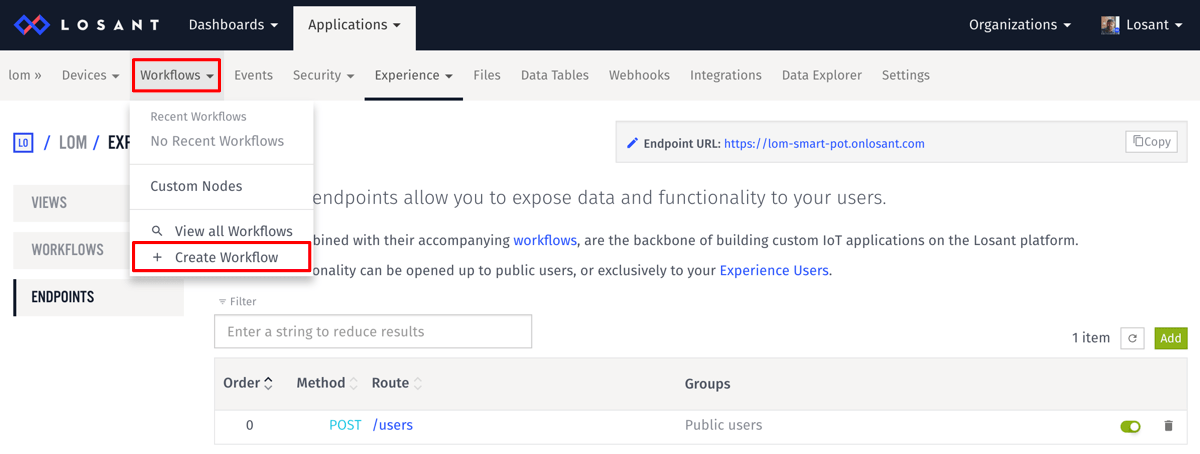 LOSANT Dashboards Applications Organizations Losant
lom » Devices Workflows Events Security Experience Files Data Tables Webhooks Integrations Data Explorer Settings
Recent Workflows
No Recent Workflows
Custom Nodes
View all Workflows
+ Create Workflow
LO / LOM / EXP
Endpoint URL: https://lom-smart-pot.onlosant.com Copy
VIEWS
WORKFLOWS
ENDPOINTS
endpoints allow you to expose data and functionality to your users.
bined with their accompanying workflows, are the backbone of building custom IoT applications on the Losant platform.
onality can be opened up to public users, or exclusively to your Experience Users.
Filter
Enter a string to reduce results
1 item Add
Order Method Route Groups
0 POST /users Public users